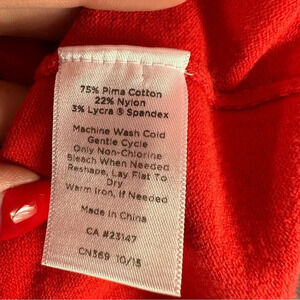 75% Pima Cotton
22% Nylon
3% Lycra ® Spandex
Machine Wash Cold
Gentle Cycle
Only Non-Chlorine
Bleach When Needed
Reshape, Lay Flat To
Dry
Warm Iron, If Needed
Made In China
CA #23147
CN369 10/15